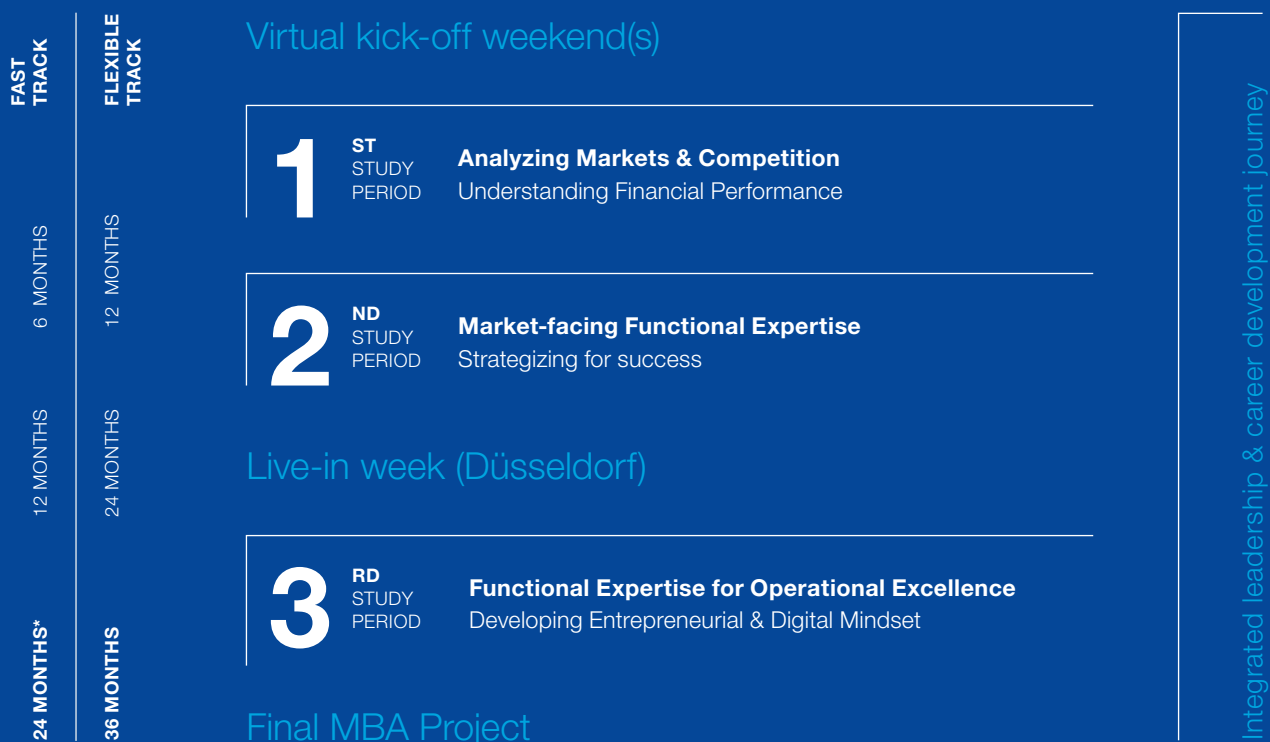 FAST
TRACK
6 MONTHS
12 MONTHS
24 MONTHS*
FLEXIBLE
TRACK
12 MONTHS
24 MONTHS
36 MONTHS
Virtual kick-off weekend(s)
1 ST
STUDY
PERIOD
Analyzing Markets & Competition
Understanding Financial Performance
2 ND
STUDY
PERIOD
Market-facing Functional Expertise
Strategizing for success
Live-in week (Düsseldorf)
3 RD
STUDY
PERIOD
Functional Expertise for Operational Excellence
Developing Entrepreneurial & Digital Mindset
Final MBA Project
Integrated leadership & career development journey